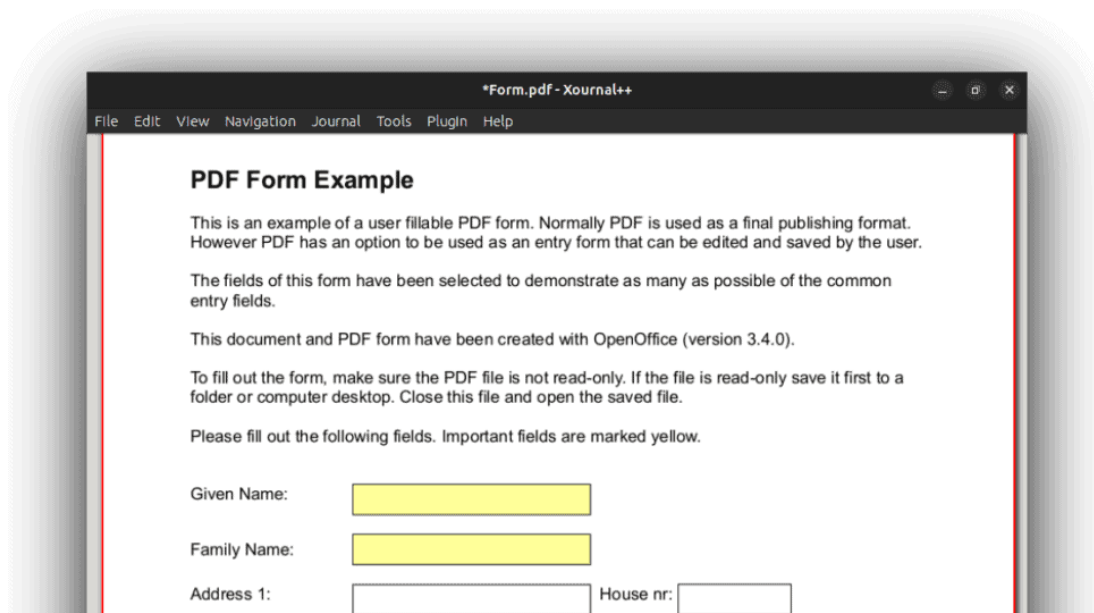 *Form.pdf - Xournal++
File Edit View Navigation Journal Tools Plugin Help
PDF Form Example
This is an example of a user fillable PDF form. Normally PDF is used as a final publishing format.
However PDF has an option to be used as an entry form that can be edited and saved by the user.
The fields of this form have been selected to demonstrate as many as possible of the common
entry fields.
This document and PDF form have been created with OpenOffice (version 3.4.0).
To fill out the form, make sure the PDF file is not read-only. If the file is read-only save it first to a
folder or computer desktop. Close this file and open the saved file.
Please fill out the following fields. Important fields are marked yellow.
Given Name:
Family Name:
Address 1: House nr: